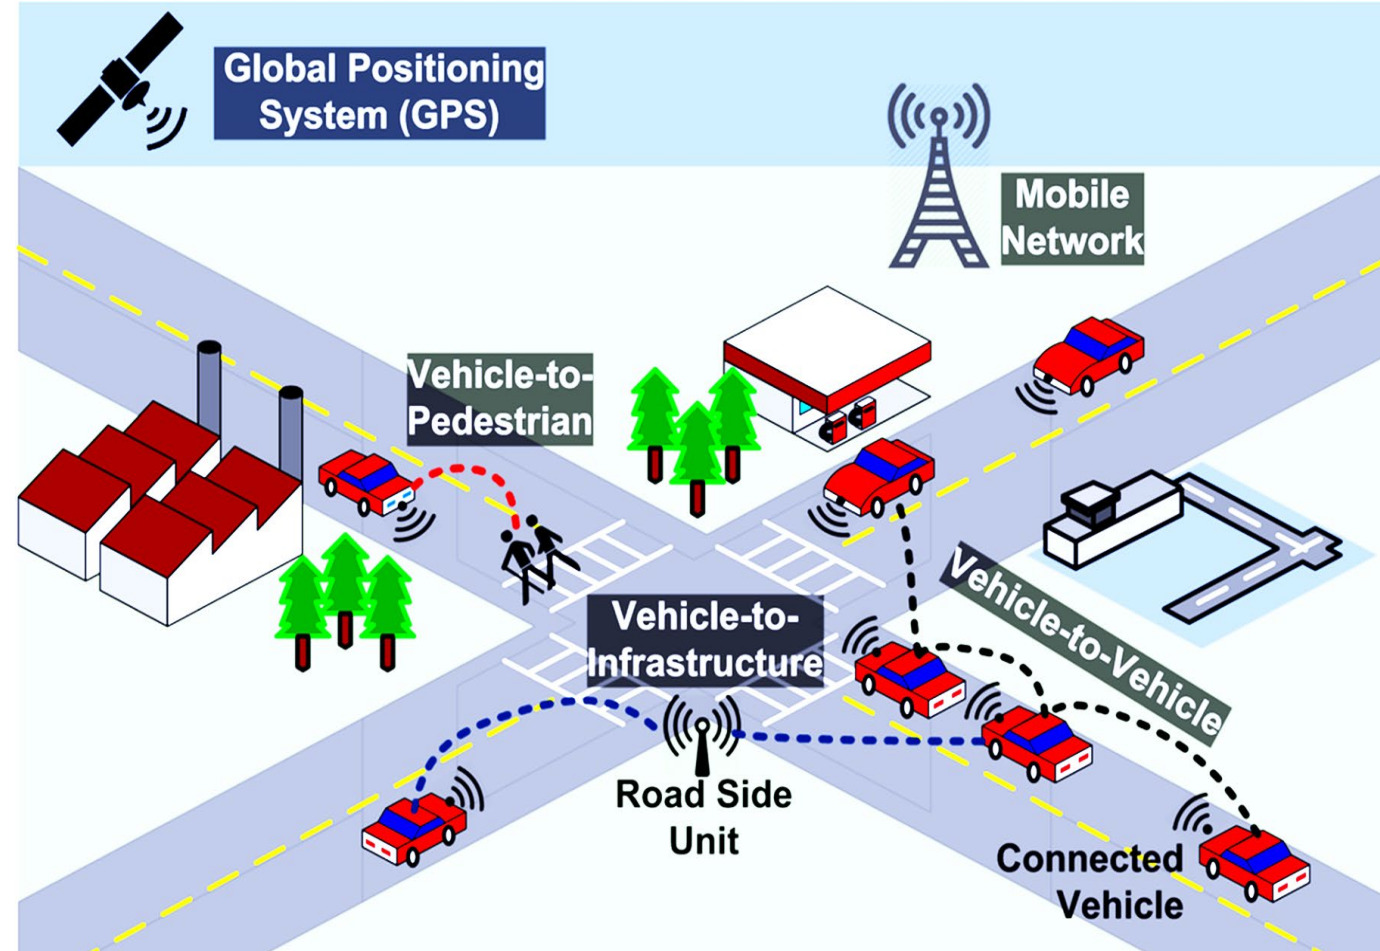 Global Positioning
System (GPS)
Mobile
Network
Vehicle-to-
Pedestrian
Vehicle-to-Vehicle
Vehicle-to-
Infrastructure
Road Side
Unit
Connected
Vehicle